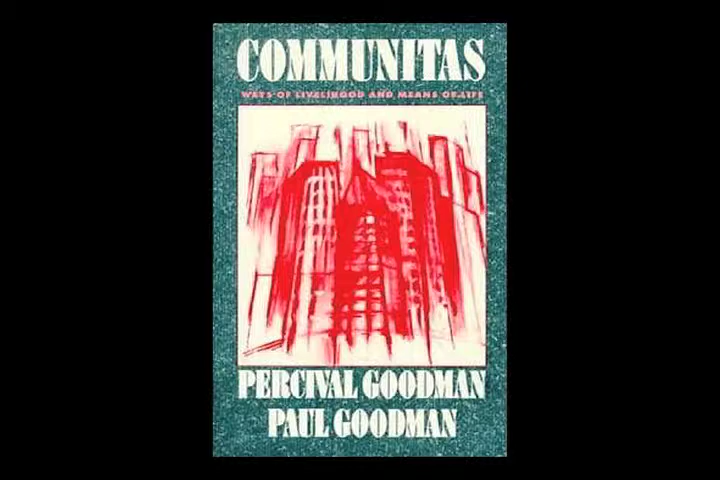 COMMUNITAS
WAYS OF LIVELIHOOD AND MEANS OF LIFE
PERCIVAL GOODMAN
PAUL GOODMAN